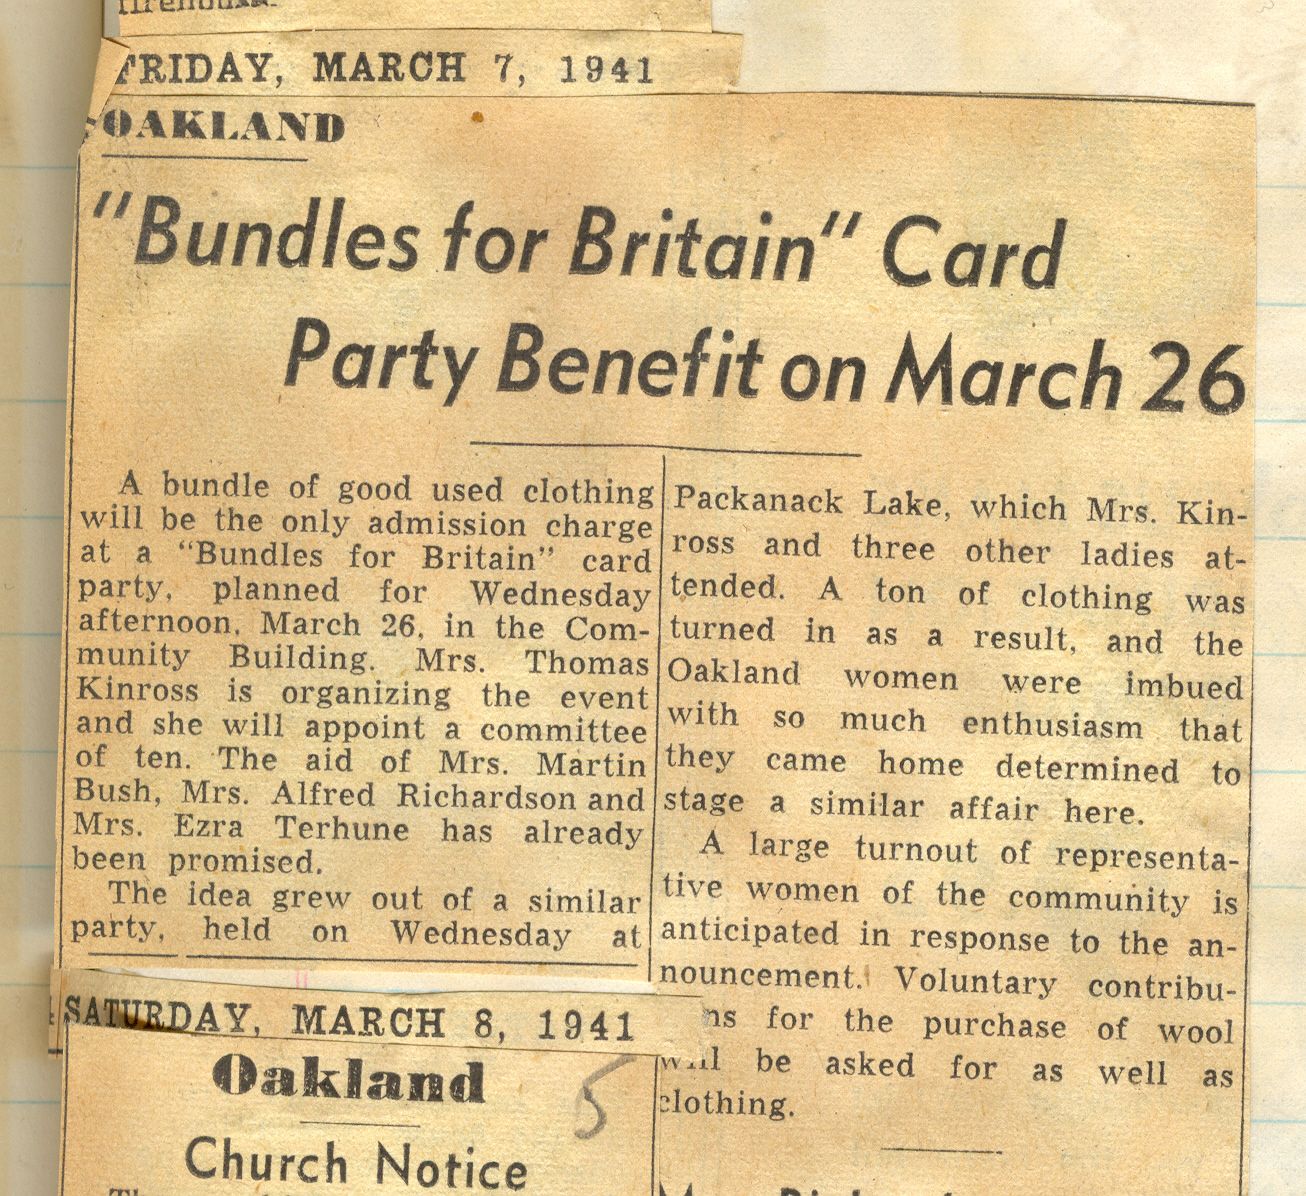 FRIDAY, MARCH 7, 1941
OAKLAND
"Bundles for Britain" Card
Party Benefit on March 26
A bundle of good used clothing
will be the only admission charge
at a "Bundles for Britain" card
party, planned for Wednesday
afternoon, March 26, in the Com-
munity Building. Mrs. Thomas
Kinross is organizing the event
and she will appoint a committee
of ten. The aid of Mrs. Martin
Bush, Mrs. Alfred Richardson and
Mrs. Ezra Terhune has already
been promised.
The idea grew out of a similar
party, held on Wednesday at
Packanack Lake, which Mrs. Kin-
ross and three other ladies at-
tended. A ton of clothing was
turned in as a result, and the
Oakland women were imbued
with so much enthusiasm that
they came home determined to
stage a similar affair here.
A large turnout of representa-
tive women of the community is
anticipated in response to the an-
nouncement. Voluntary contribu-
ns for the purchase of wool
will be asked for as well as
clothing.
SATURDAY, MARCH 8, 1941
Oakland
5
Church Notice